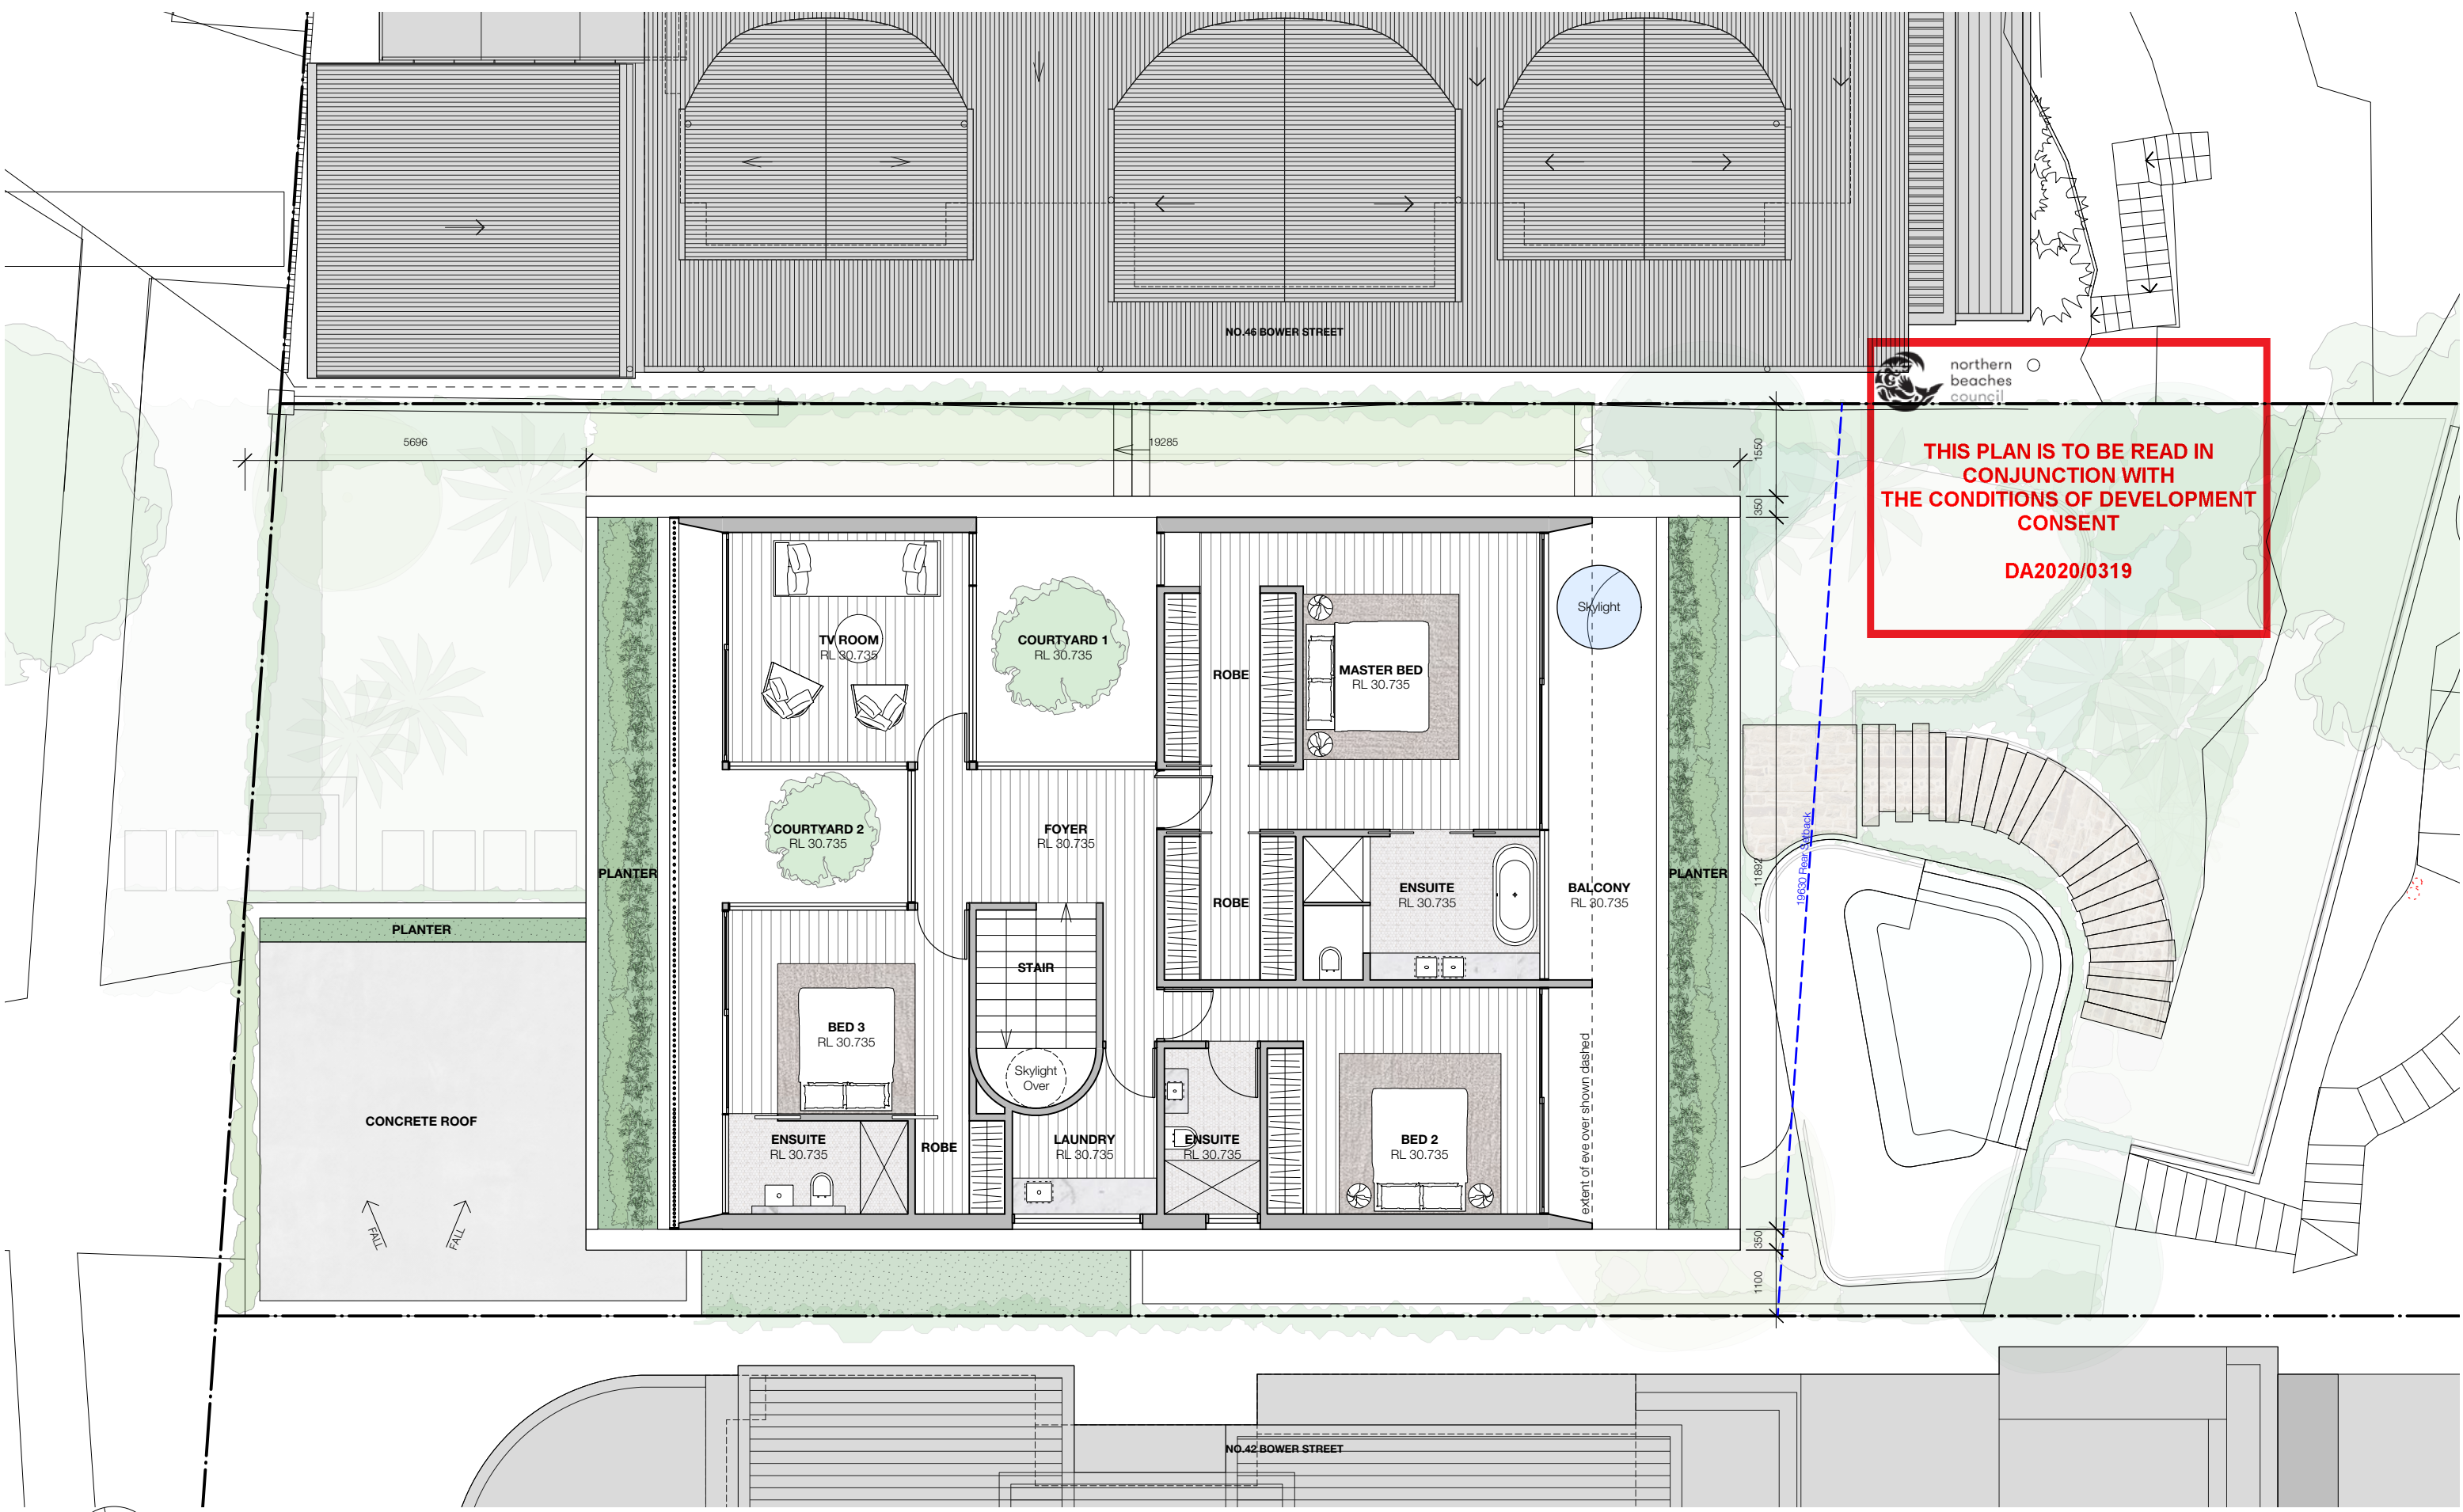 NO.46 BOWER STREET
northern
beaches
council
THIS PLAN IS TO BE READ IN
CONJUNCTION WITH
THE CONDITIONS OF DEVELOPMENT
CONSENT
DA2020/0319
5696
19285
1550
350
TV ROOM
RL 30.735
COURTYARD 1
RL 30.735
ROBE
MASTER BED
RL 30.735
Skylight
COURTYARD 2
RL 30.735
FOYER
RL 30.735
PLANTER
ROBE
ENSUITE
RL 30.735
BALCONY
RL 30.735
PLANTER
11892
19630 Rear Setback
PLANTER
STAIR
BED 3
RL 30.735
Skylight
Over
extent of eve over shown dashed
CONCRETE ROOF
ENSUITE
RL 30.735
ROBE
LAUNDRY
RL 30.735
ENSUITE
RL 30.735
BED 2
RL 30.735
FALL
FALL
350
1100
NO.42 BOWER STREET